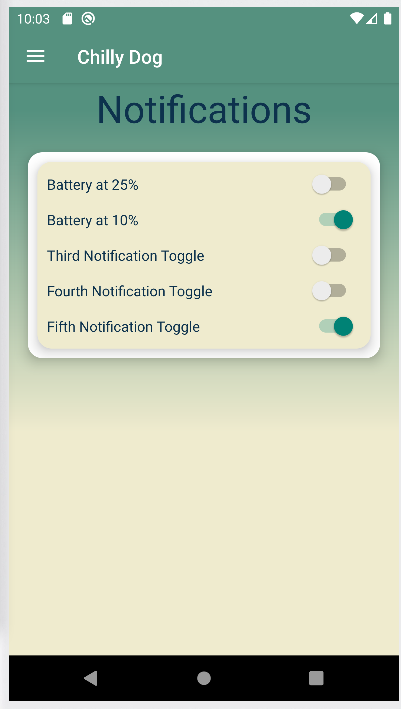 10:03
Chilly Dog
Notifications
Battery at 25%
Battery at 10%
Third Notification Toggle
Fourth Notification Toggle
Fifth Notification Toggle